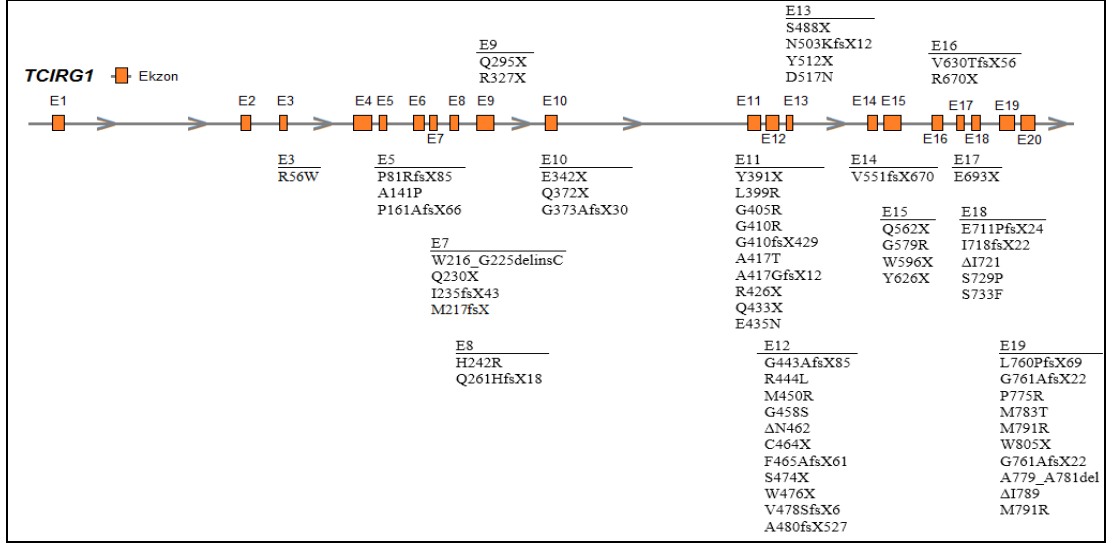 TCIRG1 Ekzon
E1
E2
E3
E4
E5
E6
E7
E8
E9
E10
E11
E12
E13
E14
E15
E16
E17
E18
E19
E20
E9
Q295X
R327X
E13
S488X
N503KfsX12
Y512X
D517N
E16
V630TfsX56
R670X
E3
R56W
E5
P81RfsX85
A141P
P161AfsX66
E7
W216_G225delinsC
Q230X
I235fsX43
M217fsX
E8
H242R
Q261HfsX18
E10
E342X
Q372X
G373AfsX30
E11
Y391X
L399R
G405R
G410R
G410fsX429
A417T
A417GfsX12
R426X
Q433X
E435N
E12
G443AfsX85
R444L
M450R
G458S
ΔN462
C464X
F465AfsX61
S474X
W476X
V478SfsX6
A480fsX527
E14
V551fsX670
E15
Q562X
G579R
W596X
Y626X
E17
E693X
E18
E711PfsX24
I718fsX22
ΔI721
S729P
S733F
E19
L760PfsX69
G761AfsX22
P775R
M783T
M791R
W805X
G761AfsX22
A779_A781del
ΔI789
M791R